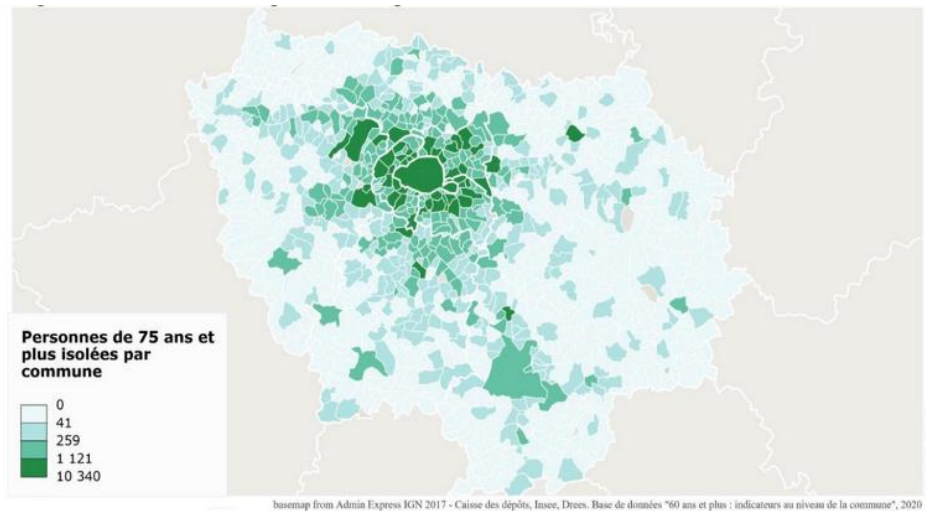 Personnes de 75 ans et
plus isolées par
commune
0
41
259
1 121
10 340
basemap from Admin Express IGN 2017 - Caisse des dépôts, Insee, Drees. Base de données "60 ans et plus : indicateurs au niveau de la commune", 2020